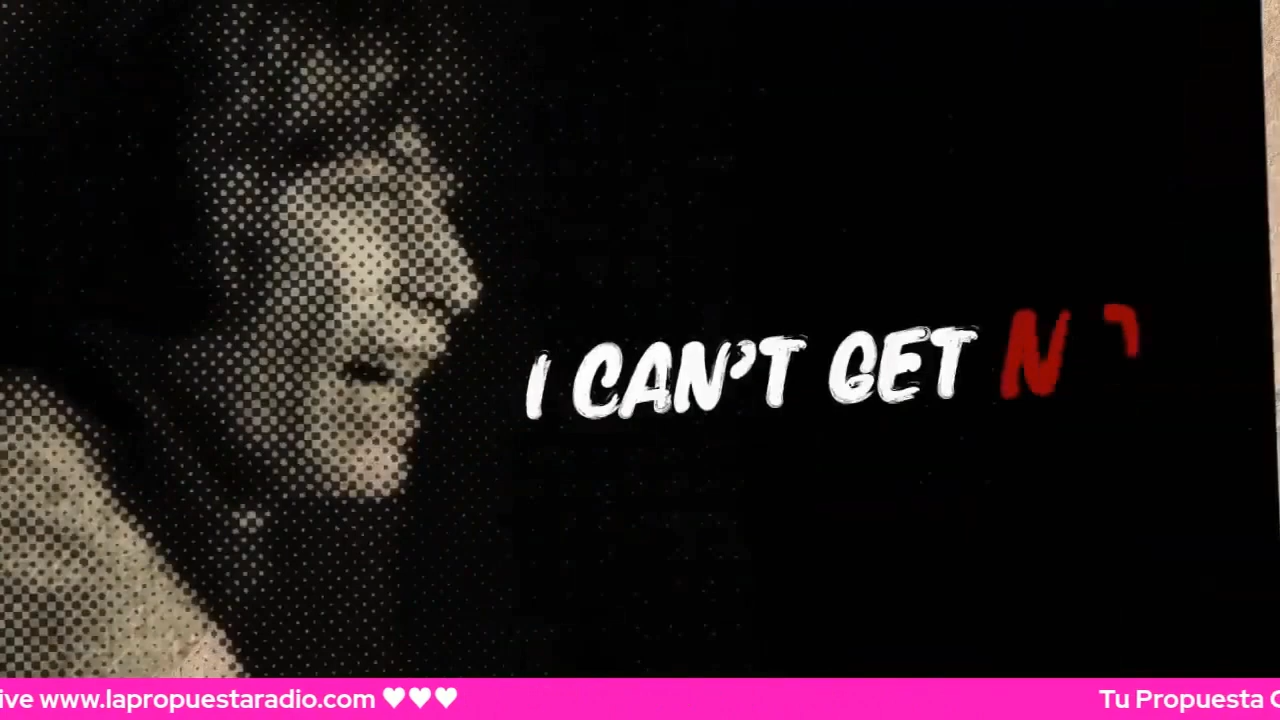 I CAN'T GET N
ive www.lapropuestaradio.com ♥♥♥ Tu Propuesta